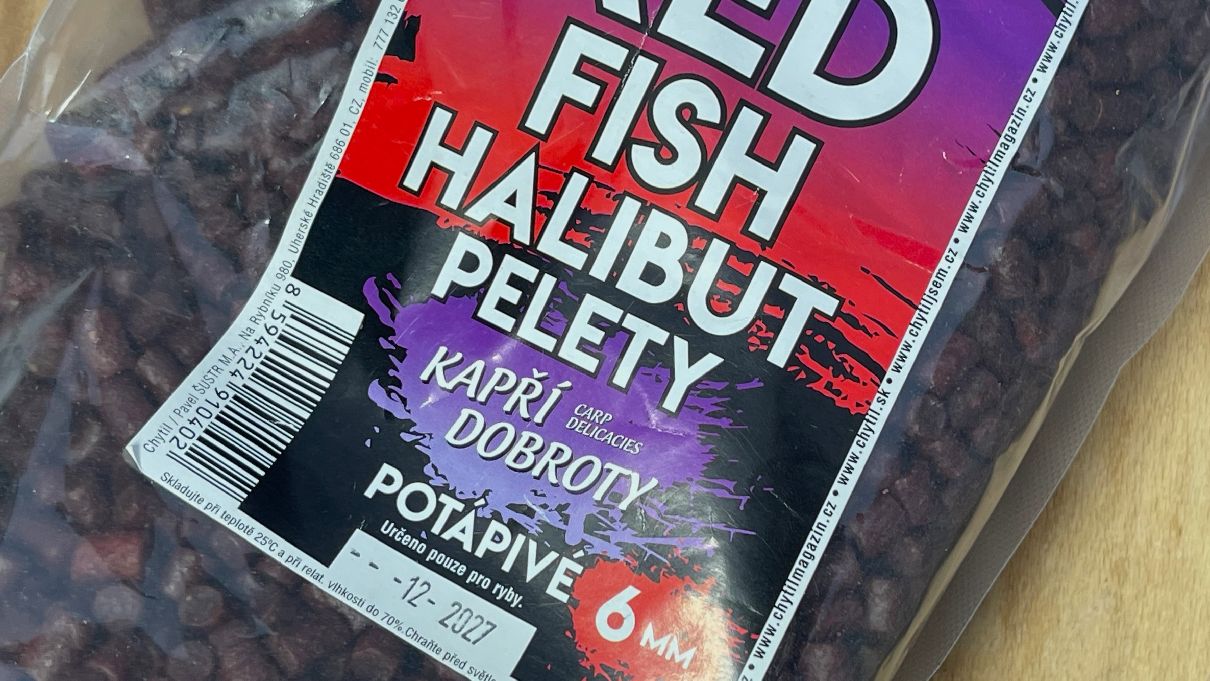 RED
FISH
HALIBUT
PELETY
KAPŘÍ
DOBROTY
CARP
DELICACIES
POTÁPIVÉ
Určeno pouze pro ryby.
- - -12- 2027
6 MM
8 594224 910402
Chytil / Pavel ŠUSTR M.A., Na Rybníku 980, Uherské Hradiště 686 01, CZ, mobil: 777 132
Skladujte při teplotě 25°C a při relat. vlhkosti do 70%.Chraňte před světle
www.chytilmagazin.cz • www.chytil.sk • www.chytiljsem.cz • www.chytilmagazin.cz • www.chytil.